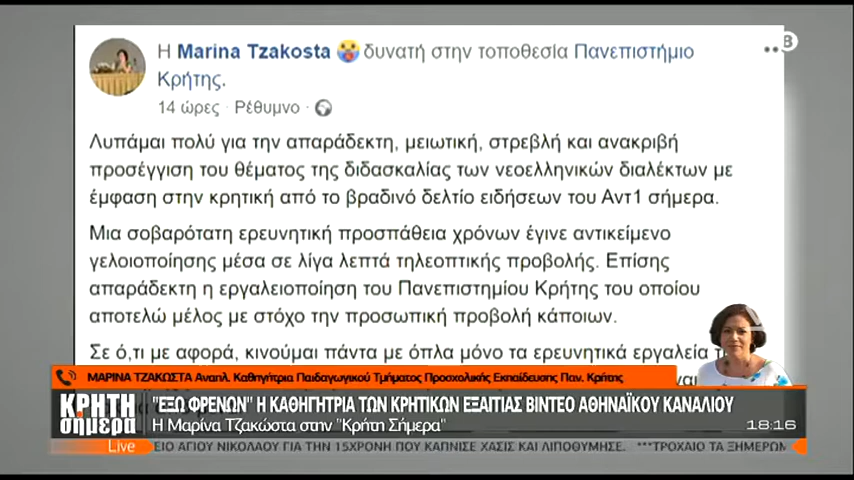 Η Marina Tzakosta δυνατή στην τοποθεσία Πανεπιστήμιο
Κρήτης.
14 ώρες · Ρέθυμνο ·
Λυπάμαι πολύ για την απαράδεκτη, μειωτική, στρεβλή και ανακριβή
προσέγγιση του θέματος της διδασκαλίας των νεοελληνικών διαλέκτων με
έμφαση στην κρητική από το βραδινό δελτίο ειδήσεων του Αντ1 σήμερα.
Μια σοβαρότατη ερευνητική προσπάθεια χρόνων έγινε αντικείμενο
γελοιοποίησης μέσα σε λίγα λεπτά τηλεοπτικής προβολής. Επίσης
απαράδεκτη η εργαλειοποίηση του Πανεπιστημίου Κρήτης του οποίου
αποτελώ μέλος με στόχο την προσωπική προβολή κάποιων.
Σε ό,τι με αφορά, κινούμαι πάντα με όπλα μόνο τα ερευνητικά εργαλεία
ΜΑΡΙΝΑ ΤΖΑΚΩΣΤΑ Αναπλ. Καθηγήτρια Παιδαγωγικού Τμήματος Προσχολικής Εκπαίδευσης Παν. Κρήτης
ΚΡΗΤΗ
σήμερα
"ΕΞΩ ΦΡΕΝΩΝ" Η ΚΑΘΗΓΗΤΡΙΑ ΤΩΝ ΚΡΗΤΙΚΩΝ ΕΞΑΙΤΙΑΣ ΒΙΝΤΕΟ ΑΘΗΝΑΪΚΟΥ ΚΑΝΑΛΙΟΥ
Η Μαρίνα Τζακώστα στην "Κρήτη Σήμερα"
18:16
Live
ΕΙΟ ΑΓΙΟΥ ΝΙΚΟΛΑΟΥ ΓΙΑ ΤΗΝ 15ΧΡΟΝΗ ΠΟΥ ΚΑΠΝΙΣΕ ΧΑΣΙΣ ΚΑΙ ΛΙΠΟΘΥΜΗΣΕ. ***ΤΡΟΧΑΙΟ ΤΑ ΞΗΜΕΡΩΜ